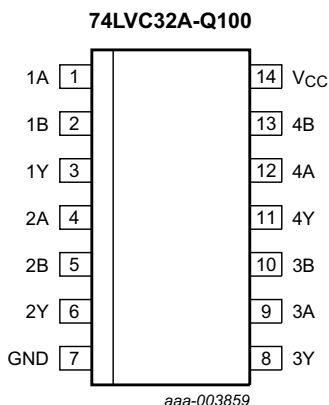 74LVC32A-Q100
1A 1 14 VCC
1B 2 13 4B
1Y 3 12 4A
2A 4 11 4Y
2B 5 10 3B
2Y 6 9 3A
GND 7 8 3Y
aaa-003859